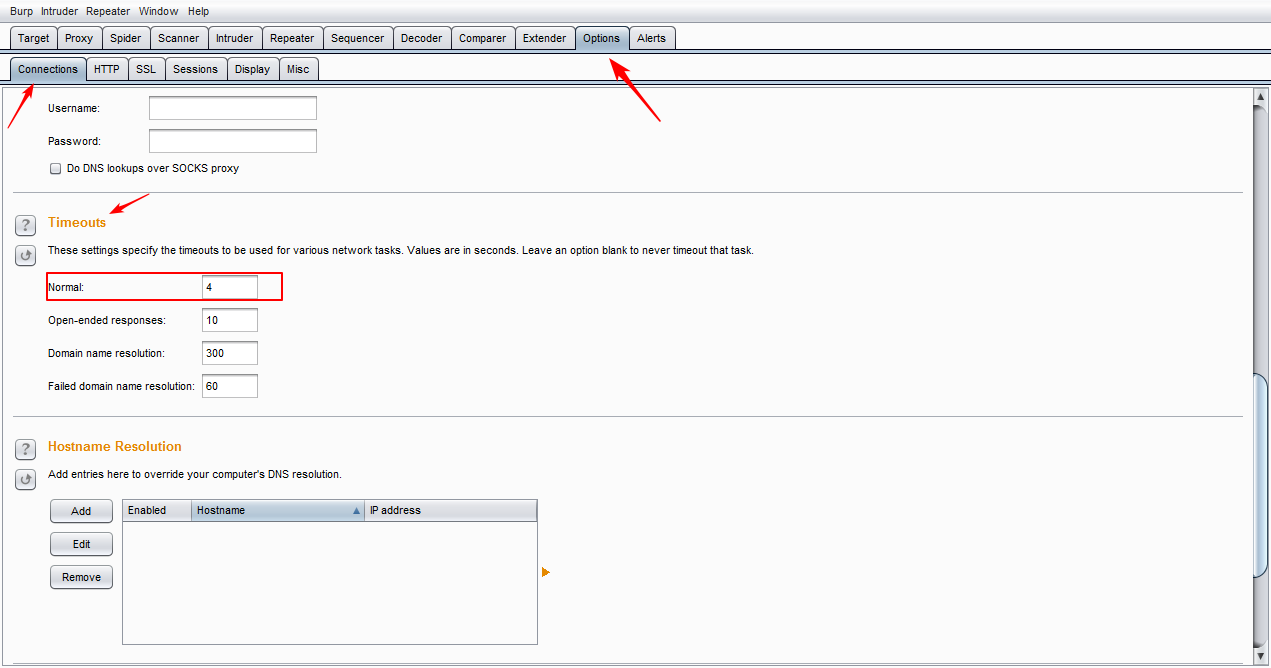 Burp Intruder Repeater Window Help
Target Proxy Spider Scanner Intruder Repeater Sequencer Decoder Comparer Extender Options Alerts
Connections HTTP SSL Sessions Display Misc
Username:
Password:
Do DNS lookups over SOCKS proxy
? Timeouts
These settings specify the timeouts to be used for various network tasks. Values are in seconds. Leave an option blank to never timeout that task.
Normal: 4
Open-ended responses: 10
Domain name resolution: 300
Failed domain name resolution: 60
? Hostname Resolution
Add entries here to override your computer's DNS resolution.
Add Enabled Hostname IP address
Edit
Remove